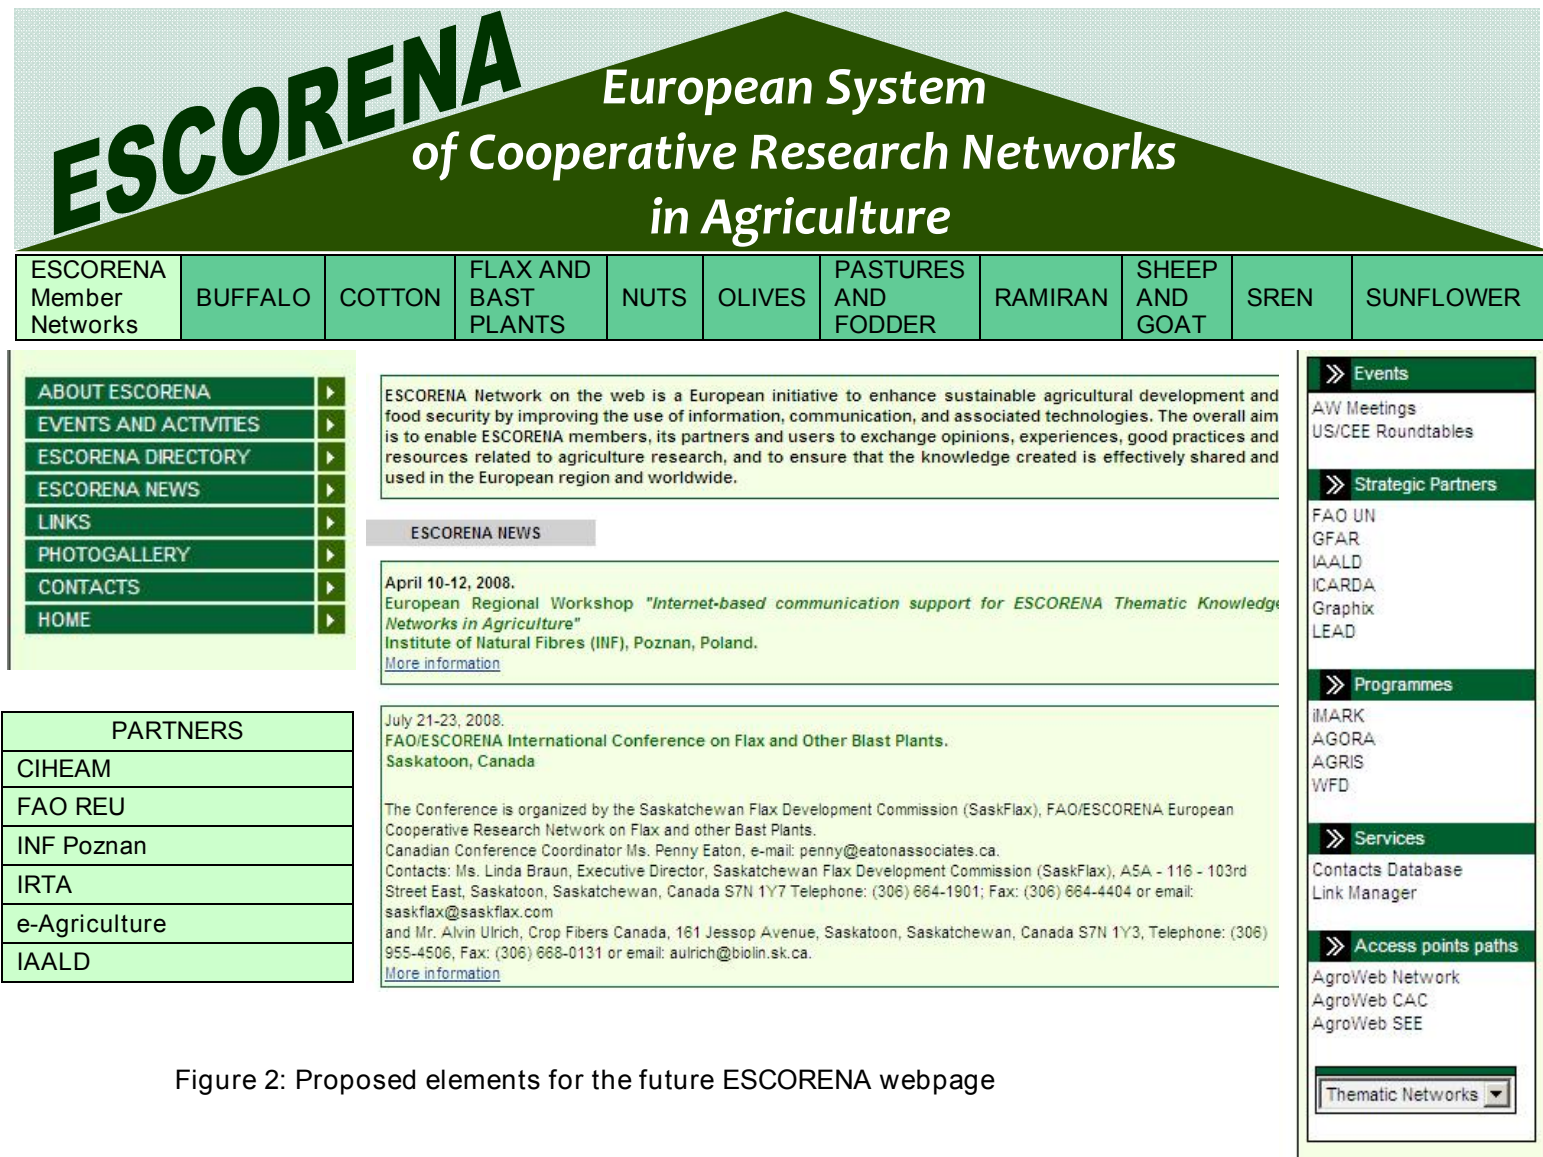 ESCORENA
European System
of Cooperative Research Networks
in Agriculture
ESCORENA
Member
Networks
BUFFALO
COTTON
FLAX AND
BAST
PLANTS
NUTS
OLIVES
PASTURES
AND
FODDER
RAMIRAN
SHEEP
AND
GOAT
SREN
SUNFLOWER
ABOUT ESCORENA
EVENTS AND ACTIVITIES
ESCORENA DIRECTORY
ESCORENA NEWS
LINKS
PHOTOGALLERY
CONTACTS
HOME
PARTNERS
CIHEAM
FAO REU
INF Poznan
IRTA
e-Agriculture
IAALD
ESCORENA Network on the web is a European initiative to enhance sustainable agricultural development and
food security by improving the use of information, communication, and associated technologies. The overall aim
is to enable ESCORENA members, its partners and users to exchange opinions, experiences, good practices and
resources related to agriculture research, and to ensure that the knowledge created is effectively shared and
used in the European region and worldwide.
ESCORENA NEWS
April 10-12, 2008.
European Regional Workshop "Internet-based communication support for ESCORENA Thematic Knowledge
Networks in Agriculture"
Institute of Natural Fibres (INF), Poznan, Poland.
More information
July 21-23, 2008.
FAO/ESCORENA International Conference on Flax and Other Blast Plants.
Saskatoon, Canada
The Conference is organized by the Saskatchewan Flax Development Commission (SaskFlax), FAO/ESCORENA European
Cooperative Research Network on Flax and other Bast Plants.
Canadian Conference Coordinator Ms. Penny Eaton, e-mail: penny@eatonassociates.ca.
Contacts: Ms. Linda Braun, Executive Director, Saskatchewan Flax Development Commission (SaskFlax), A5A - 116 - 103rd
Street East, Saskatoon, Saskatchewan, Canada S7N 1Y7 Telephone: (306) 664-1901; Fax: (306) 664-4404 or email:
saskflax@saskflax.com
and Mr. Alvin Ulrich, Crop Fibers Canada, 161 Jessop Avenue, Saskatoon, Saskatchewan, Canada S7N 1Y3, Telephone: (306)
955-4506, Fax: (306) 668-0131 or email: aulrich@biolin.sk.ca.
More information
Events
AW Meetings
US/CEE Roundtables
Strategic Partners
FAO UN
GFAR
IAALD
ICARDA
Graphix
LEAD
Programmes
iMARK
AGORA
AGRIS
WFD
Services
Contacts Database
Link Manager
Access points paths
AgroWeb Network
AgroWeb CAC
AgroWeb SEE
Thematic Networks
Figure 2: Proposed elements for the future ESCORENA webpage